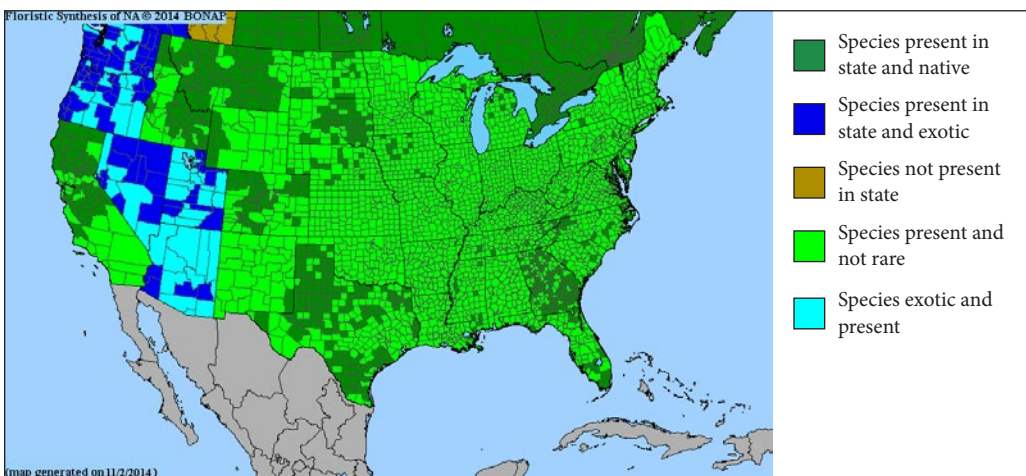 Floristic Synthesis of NA © 2014 BONAP
Species present in
state and native
Species present in
state and exotic
Species not present
in state
Species present and
not rare
Species exotic and
present
(map generated on 11/2/2014 )